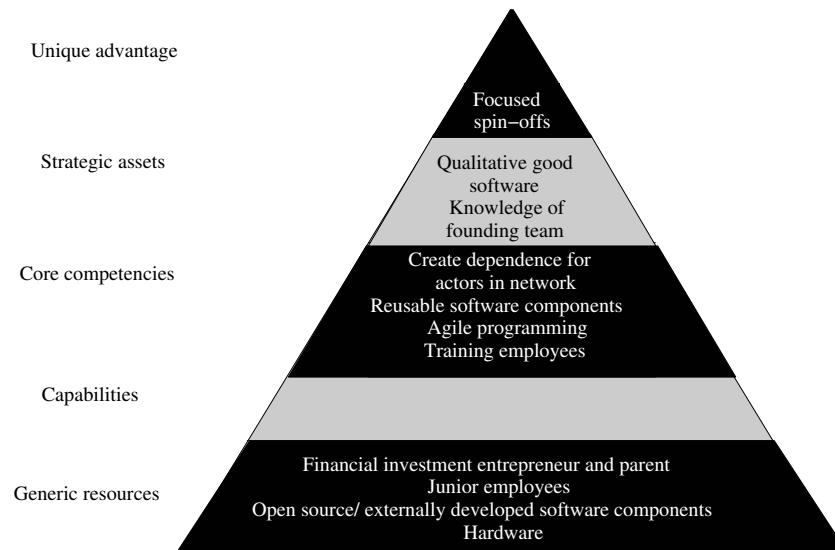 Unique advantage
Focused
spin−offs
Strategic assets
Qualitative good
software
Knowledge of
founding team
Core competencies
Create dependence for
actors in network
Reusable software components
Agile programming
Training employees
Capabilities
Generic resources
Financial investment entrepreneur and parent
Junior employees
Open source/ externally developed software components
Hardware